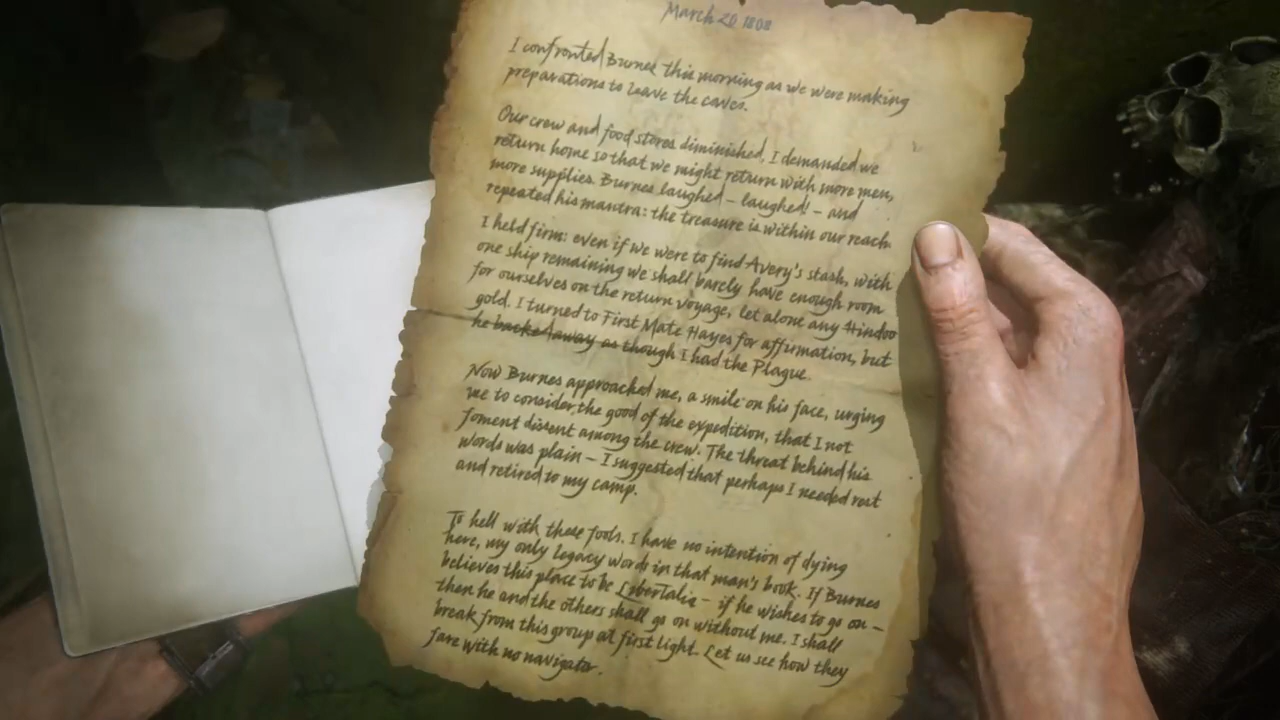 March 20 1808
I confronted Burnes this morning as we were making
preparations to leave the caves.
Our crew and food stores diminished, I demanded we
return home so that we might return with more men,
more supplies. Burnes laughed – laughed! – and
repeated his mantra: the treasure is within our reach.
I held firm: even if we were to find Avery's stash, with
one ship remaining we shall barely have enough room
for ourselves on the return voyage, let alone any Hindoo
gold. I turned to First Mate Hayes for affirmation, but
he backed away as though I had the Plague.
Now Burnes approached me, a smile on his face, urging
me to consider the good of the expedition, that I not
foment dissent among the crew. The threat behind his
words was plain – I suggested that perhaps I needed rest
and retired to my camp.
To hell with these fools. I have no intention of dying
here, my only legacy words in that man's book. If Burnes
believes this place to be Libertalia – if he wishes to go on –
then he and the others shall go on without me. I shall
break from this group at first light. Let us see how they
fare with no navigator.